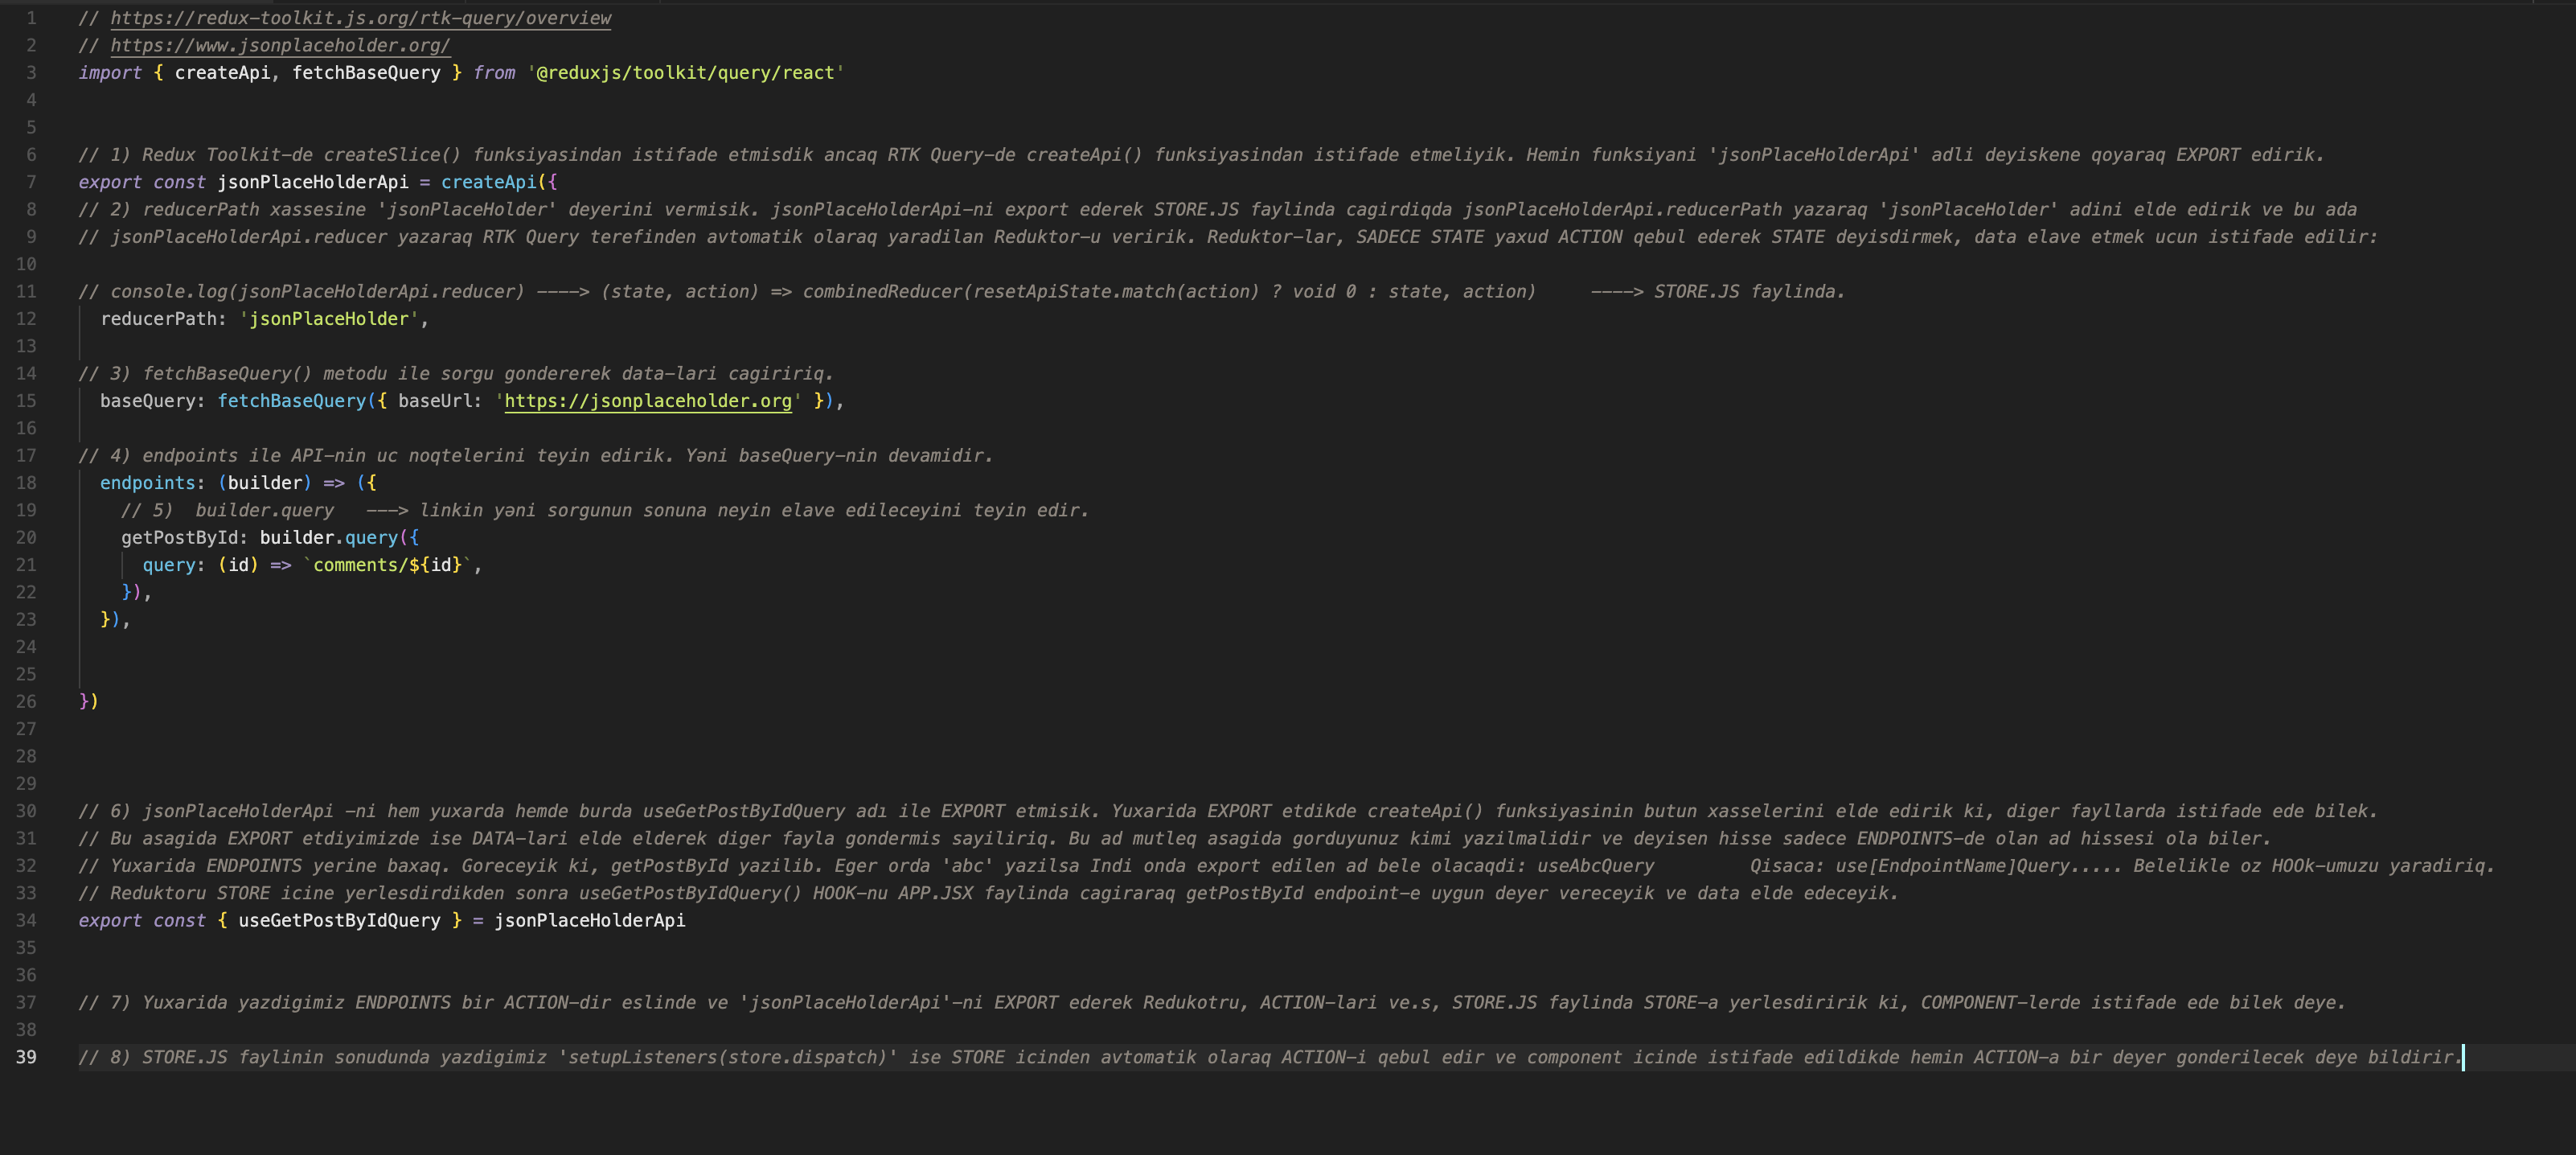 1 // https://redux-toolkit.js.org/rtk-query/overview
2 // https://www.jsonplaceholder.org/
3 import { createApi, fetchBaseQuery } from '@reduxjs/toolkit/query/react'
4
5
6 // 1) Redux Toolkit-de createSlice() funksiyasindan istifade etmisdik ancaq RTK Query-de createApi() funksiyasindan istifade etmeliyik. Hemin funksiyani 'jsonPlaceHolderApi' adli deyiskene qoyaraq EXPORT edirik.
7 export const jsonPlaceHolderApi = createApi({
8 // 2) reducerPath xassesine 'jsonPlaceHolder' deyerini vermisik. jsonPlaceHolderApi-ni export ederek STORE.JS faylinda cagirdiqda jsonPlaceHolderApi.reducerPath yazaraq 'jsonPlaceHolder' adini elde edirik ve bu ada
9 // jsonPlaceHolderApi.reducer yazaraq RTK Query terefinden avtomatik olaraq yaradilan Reduktor-u veririk. Reduktor-lar, SADECE STATE yaxud ACTION qebul ederek STATE deyisdirmek, data elave etmek ucun istifade edilir:
10
11 // console.log(jsonPlaceHolderApi.reducer) ----> (state, action) => combinedReducer(resetApiState.match(action) ? void 0 : state, action)     ----> STORE.JS faylinda.
12   reducerPath: 'jsonPlaceHolder',
13
14 // 3) fetchBaseQuery() metodu ile sorgu gondererek data-lari cagiririq.
15   baseQuery: fetchBaseQuery({ baseUrl: 'https://jsonplaceholder.org' }),
16
17 // 4) endpoints ile API-nin uc noqtelerini teyin edirik. Yəni baseQuery-nin devamidir.
18   endpoints: (builder) => ({
19     // 5)  builder.query   ---> linkin yəni sorgunun sonuna neyin elave edileceyini teyin edir.
20     getPostById: builder.query({
21       query: (id) => `comments/${id}`,
22     }),
23   }),
24
25
26 })
27
28
29
30 // 6) jsonPlaceHolderApi -ni hem yuxarda hemde burda useGetPostByIdQuery adı ile EXPORT etmisik. Yuxarida EXPORT etdikde createApi() funksiyasinin butun xasselerini elde edirik ki, diger fayllarda istifade ede bilek.
31 // Bu asagida EXPORT etdiyimizde ise DATA-lari elde elderek diger fayla gondermis sayiliriq. Bu ad mutleq asagida gorduyunuz kimi yazilmalidir ve deyisen hisse sadece ENDPOINTS-de olan ad hissesi ola biler.
32 // Yuxarida ENDPOINTS yerine baxaq. Goreceyik ki, getPostById yazilib. Eger orda 'abc' yazilsa Indi onda export edilen ad bele olacaqdi: useAbcQuery         Qisaca: use[EndpointName]Query..... Belelikle oz HOOk-umuzu yaradiriq.
33 // Reduktoru STORE icine yerlesdirdikden sonra useGetPostByIdQuery() HOOK-nu APP.JSX faylinda cagiraraq getPostById endpoint-e uygun deyer vereceyik ve data elde edeceyik.
34 export const { useGetPostByIdQuery } = jsonPlaceHolderApi
35
36
37 // 7) Yuxarida yazdigimiz ENDPOINTS bir ACTION-dir eslinde ve 'jsonPlaceHolderApi'-ni EXPORT ederek Redukotru, ACTION-lari ve.s, STORE.JS faylinda STORE-a yerlesdiririk ki, COMPONENT-lerde istifade ede bilek deye.
38
39 // 8) STORE.JS faylinin sonudunda yazdigimiz 'setupListeners(store.dispatch)' ise STORE icinden avtomatik olaraq ACTION-i qebul edir ve component icinde istifade edildikde hemin ACTION-a bir deyer gonderilecek deye bildirir.